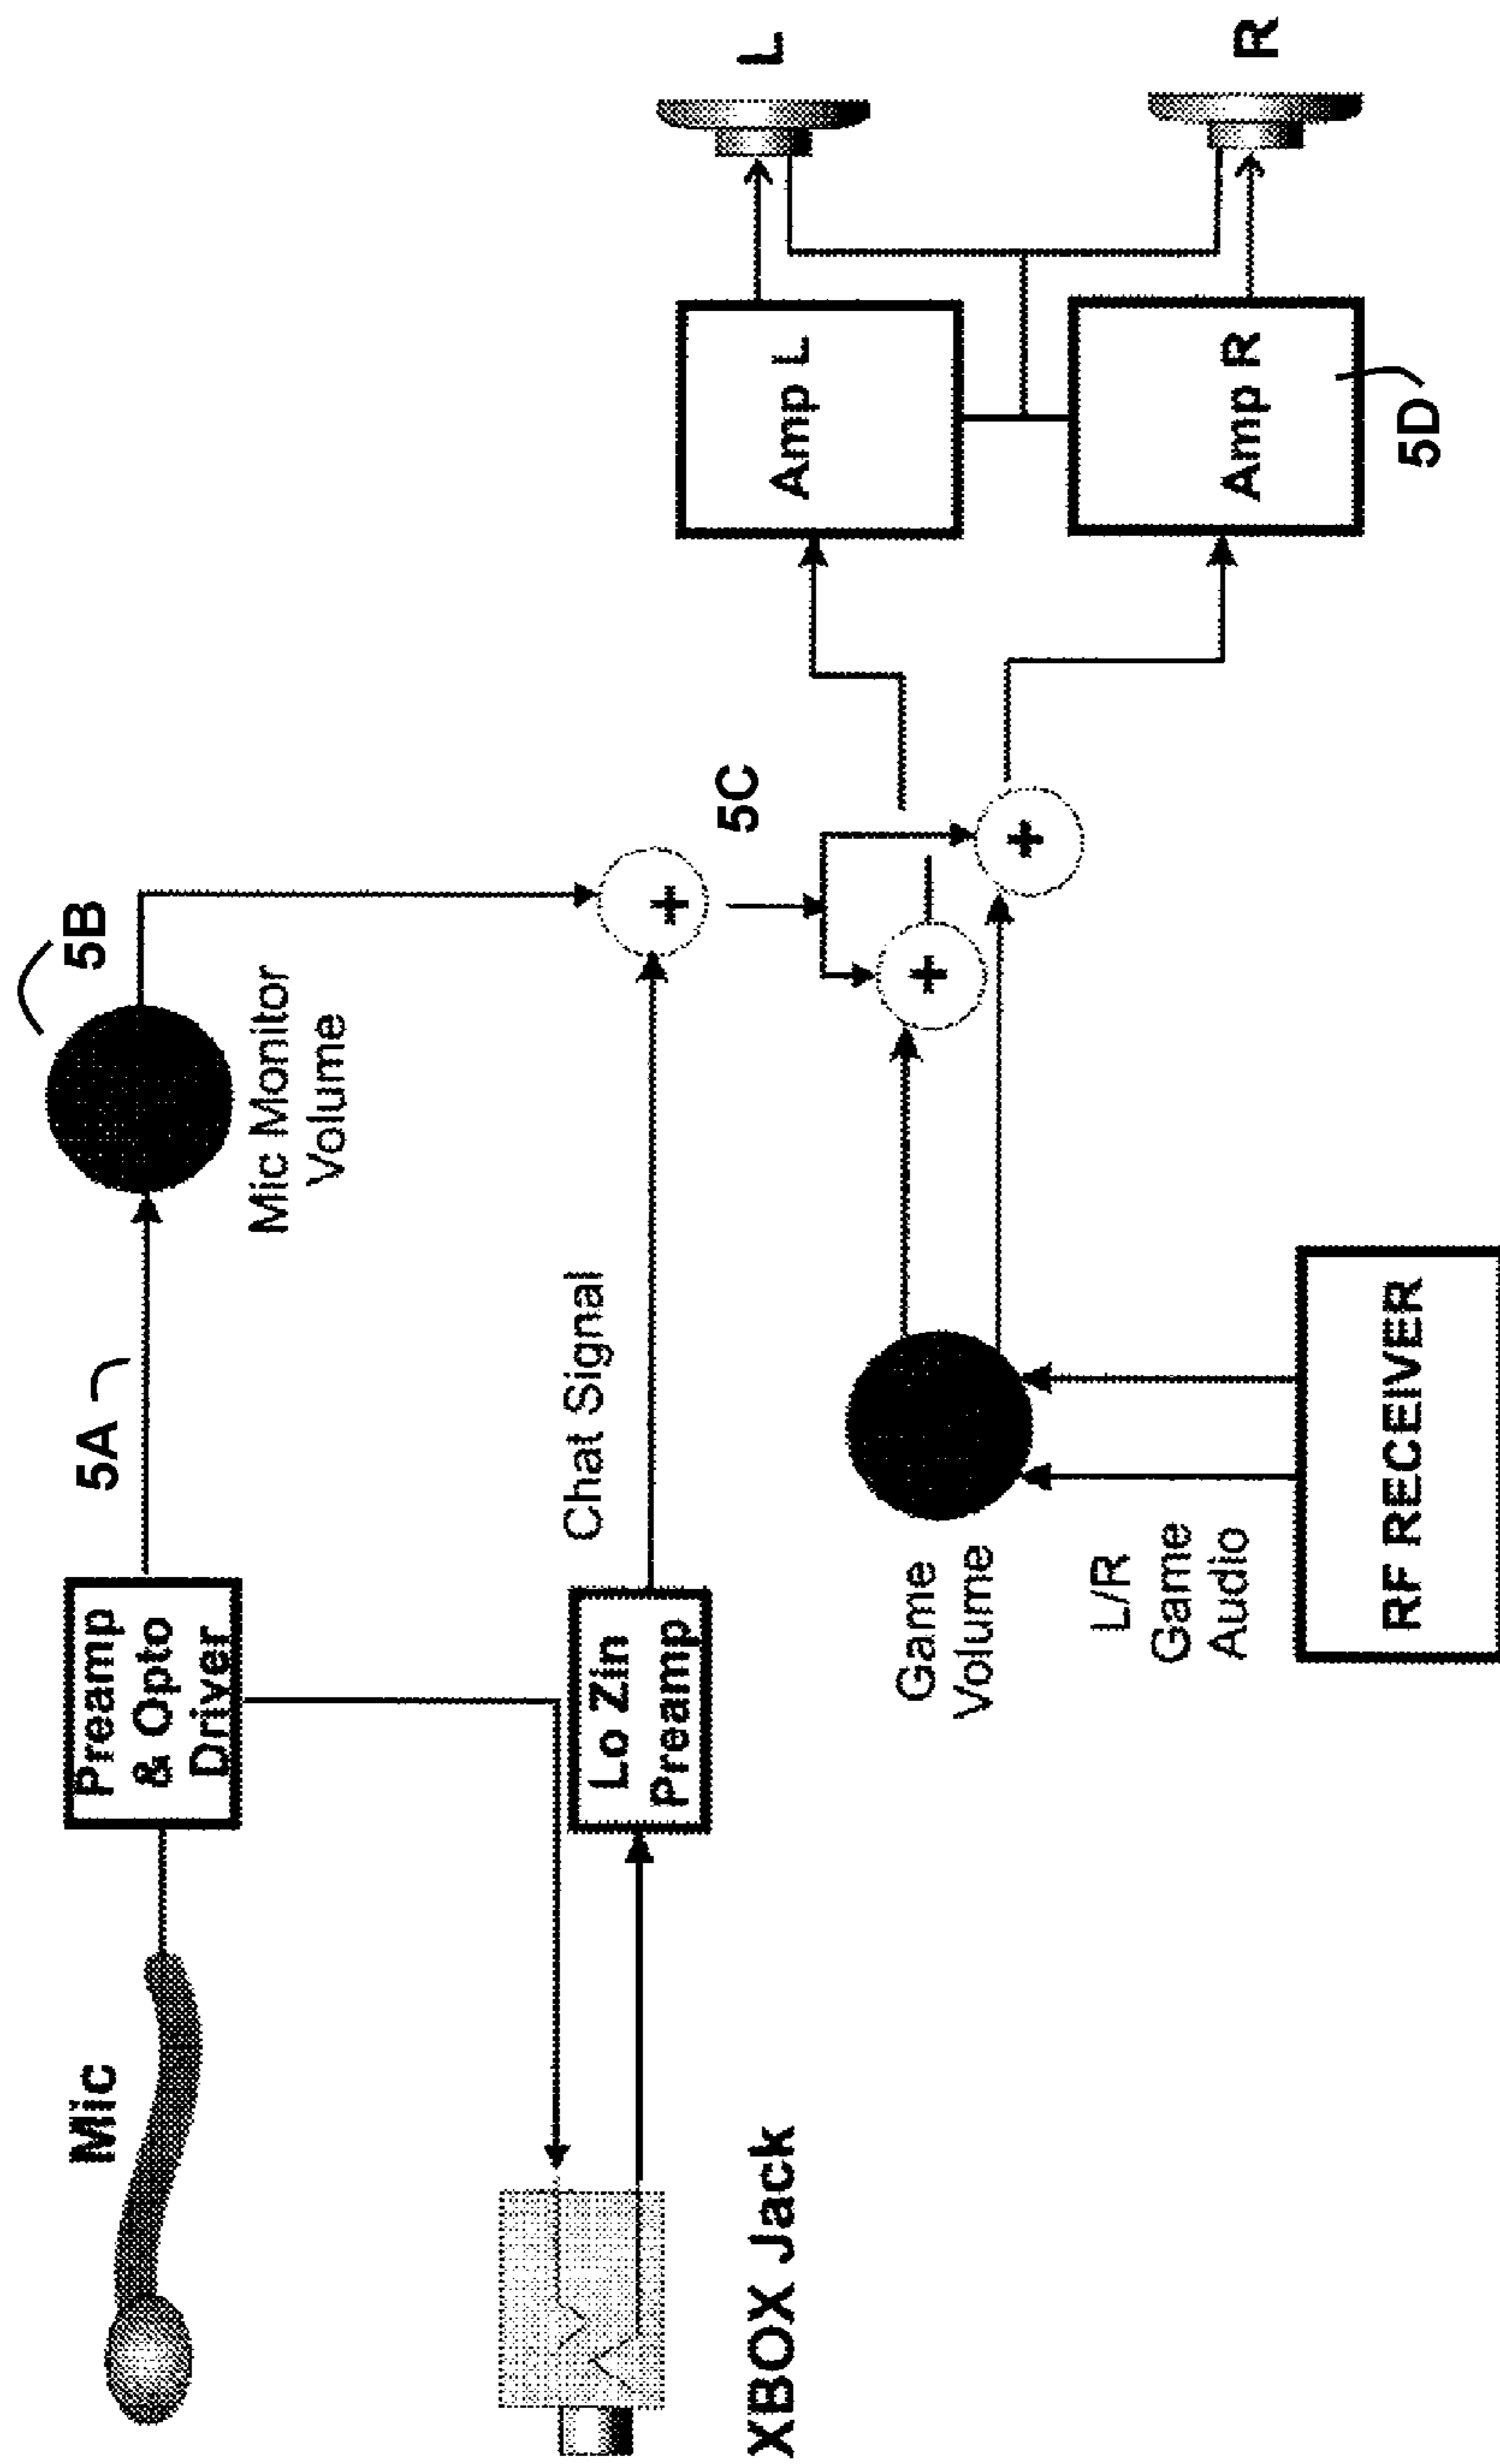 Mic
Preamp
& Opto
Driver
5A
5B
Mic Monitor
Volume
XBOX Jack
Lo Zin
Preamp
Chat Signal
5C
Game
Volume
L/R
Game
Audio
RF RECEIVER
+
+
+
Amp L
Amp R
5D
L
R